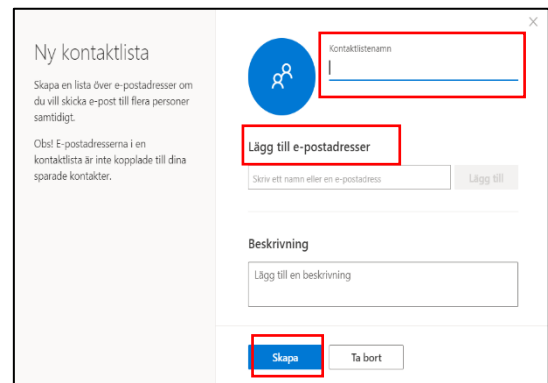 Ny kontaktlista
Skapa en lista över e-postadresser om
du vill skicka e-post till flera personer
samtidigt.
Obs! E-postadresserna i en
kontaktlista är inte kopplade till dina
sparade kontakter.
Kontaktlistenamn
Lägg till e-postadresser
Skriv ett namn eller en e-postadress
Lägg till
Beskrivning
Lägg till en beskrivning
Skapa
Ta bort